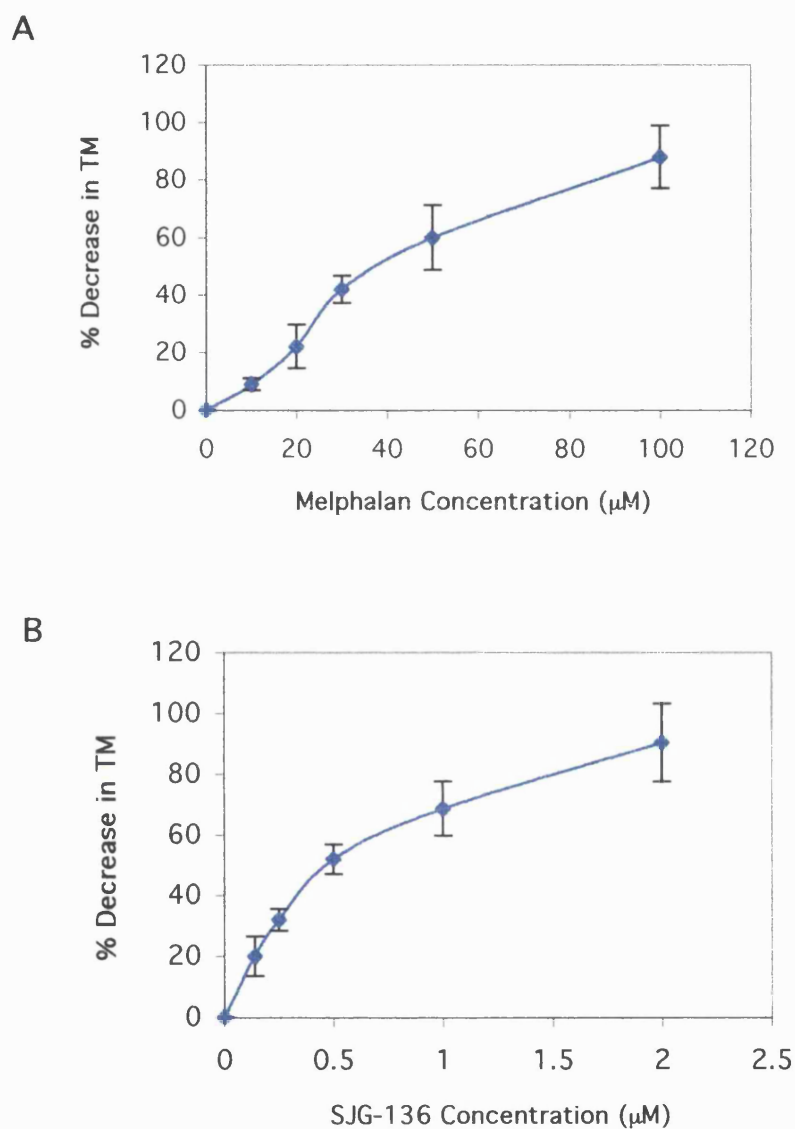 A
120
100
80
60
40
20
0
% Decrease in TM
0 20 40 60 80 100 120
Melphalan Concentration (μM)
B
120
100
80
60
40
20
0
% Decrease in TM
0 0.5 1 1.5 2 2.5
SJG-136 Concentration (μM)